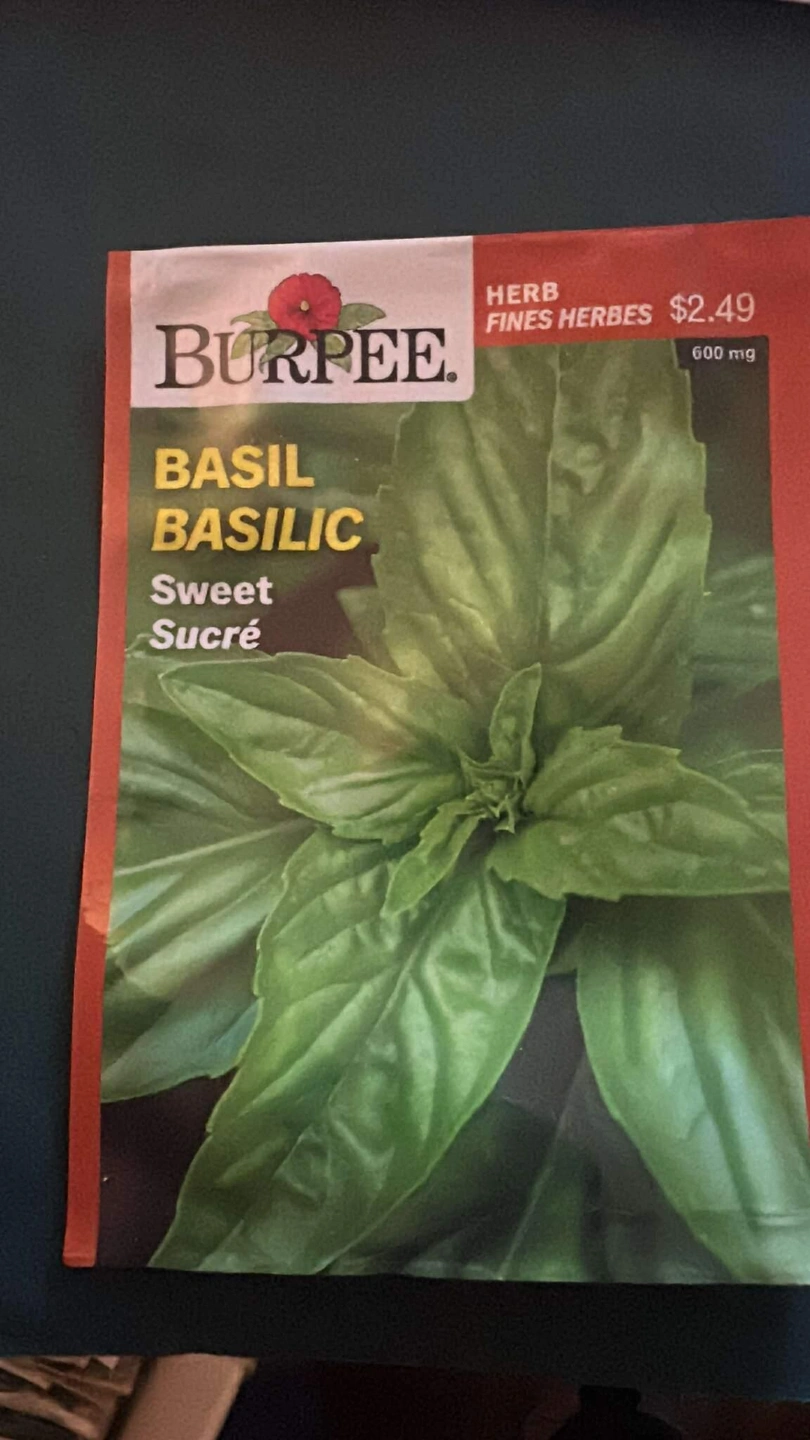 BURPEE®
HERB
FINES HERBES $2.49
600 mg
BASIL
BASILIC
Sweet
Sucré